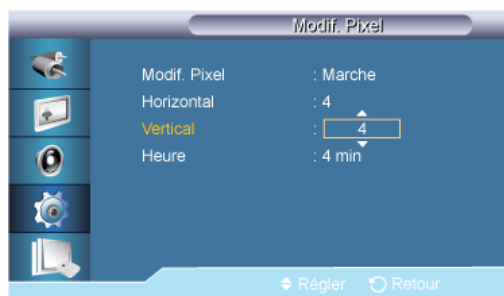 Modif. Pixel
Modif. Pixel : Marche
Horizontal : 4
Vertical : 4
Heure : 4 min
Régler Retour